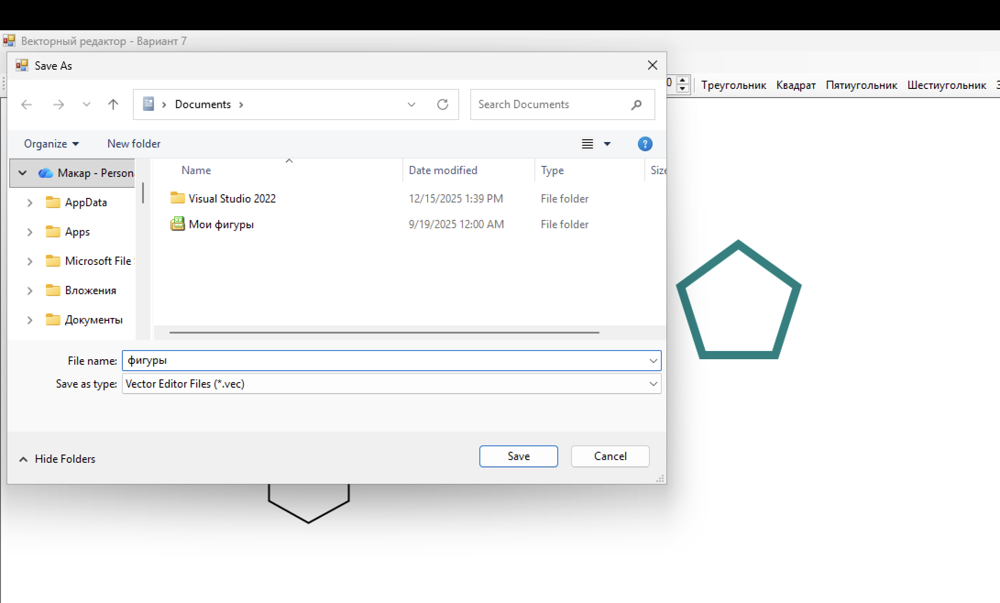 Векторный редактор - Вариант 7
Save As
0 Треугольник Квадрат Пятиугольник Шестиугольник
Documents
Search Documents
Organize New folder ?
Name Date modified Type Size
Макар - Person
AppData
Apps
Microsoft File
Вложения
Документы
Visual Studio 2022 12/15/2025 1:39 PM File folder
Мои фигуры 9/19/2025 12:00 AM File folder
File name: фигуры
Save as type: Vector Editor Files (*.vec)
Hide Folders Save Cancel